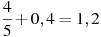 4/5 + 0,4 = 1,2